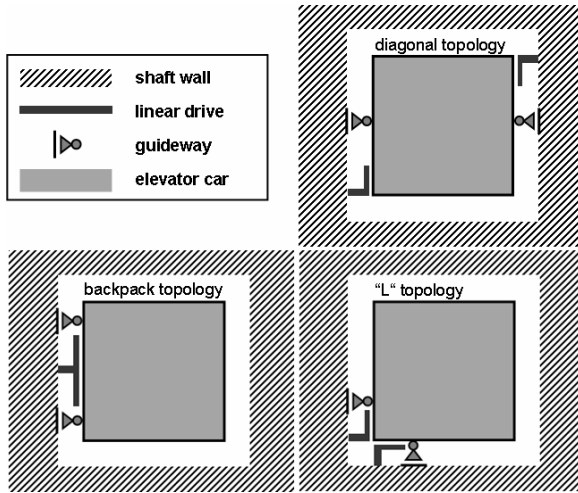 shaft wall
linear drive
guideway
elevator car
diagonal topology
backpack topology
“L“ topology